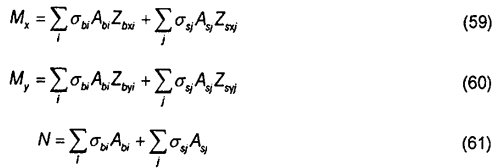 $M_x = \sum_i \sigma_{bi} A_{bi} Z_{bxi} + \sum_j \sigma_{sj} A_{sj} Z_{sxj}$ (59)
$M_y = \sum_i \sigma_{bi} A_{bi} Z_{byi} + \sum_j \sigma_{sj} A_{sj} Z_{syj}$ (60)
$N = \sum_i \sigma_{bi} A_{bi} + \sum_j \sigma_{sj} A_{sj}$ (61)